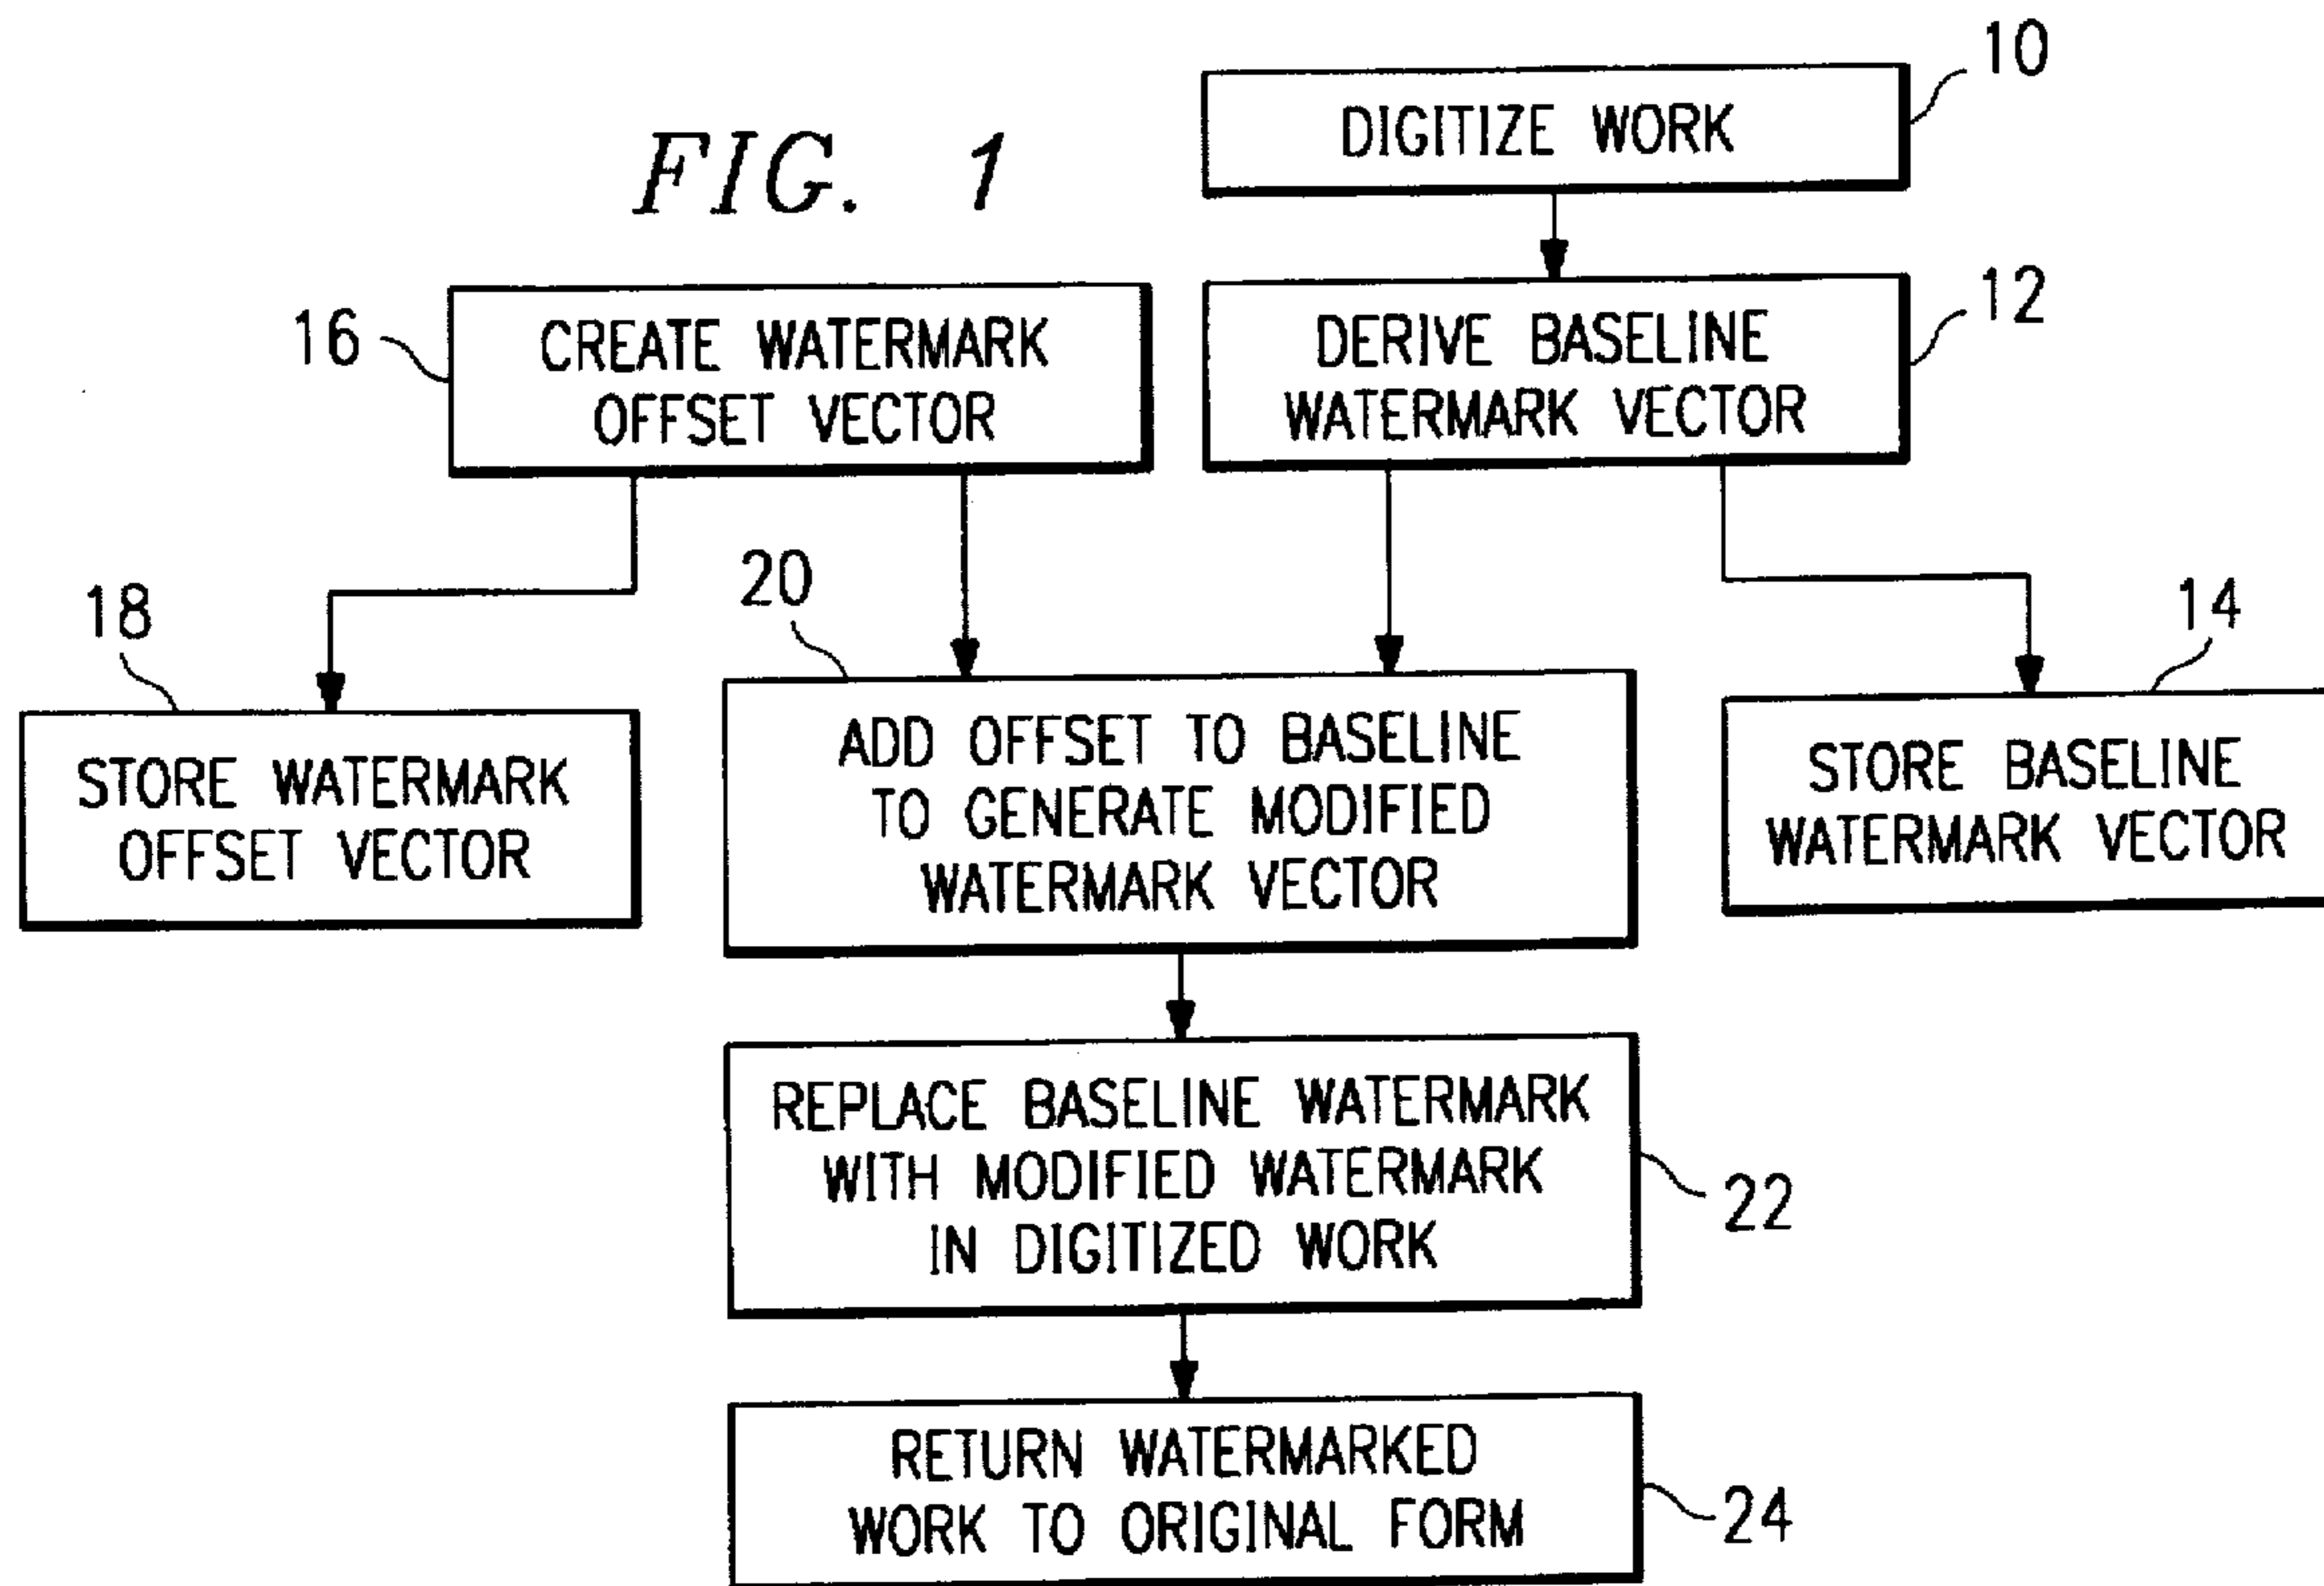 FIG. 1
10
DIGITIZE WORK
12
DERIVE BASELINE
WATERMARK VECTOR
16
CREATE WATERMARK
OFFSET VECTOR
18
STORE WATERMARK
OFFSET VECTOR
20
ADD OFFSET TO BASELINE
TO GENERATE MODIFIED
WATERMARK VECTOR
14
STORE BASELINE
WATERMARK VECTOR
REPLACE BASELINE WATERMARK
WITH MODIFIED WATERMARK
IN DIGITIZED WORK
22
RETURN WATERMARKED
WORK TO ORIGINAL FORM
24